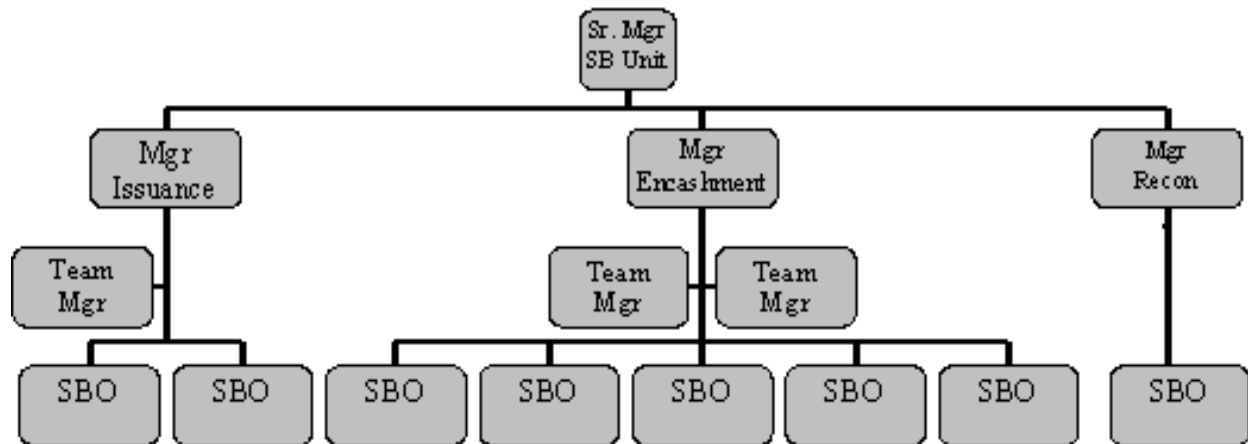 Sr. Mgr
SB Unit
Mgr
Issuance
Mgr
Encashment
Mgr
Recon
Team
Mgr
Team
Mgr
Team
Mgr
SBO
SBO
SBO
SBO
SBO
SBO
SBO
SBO